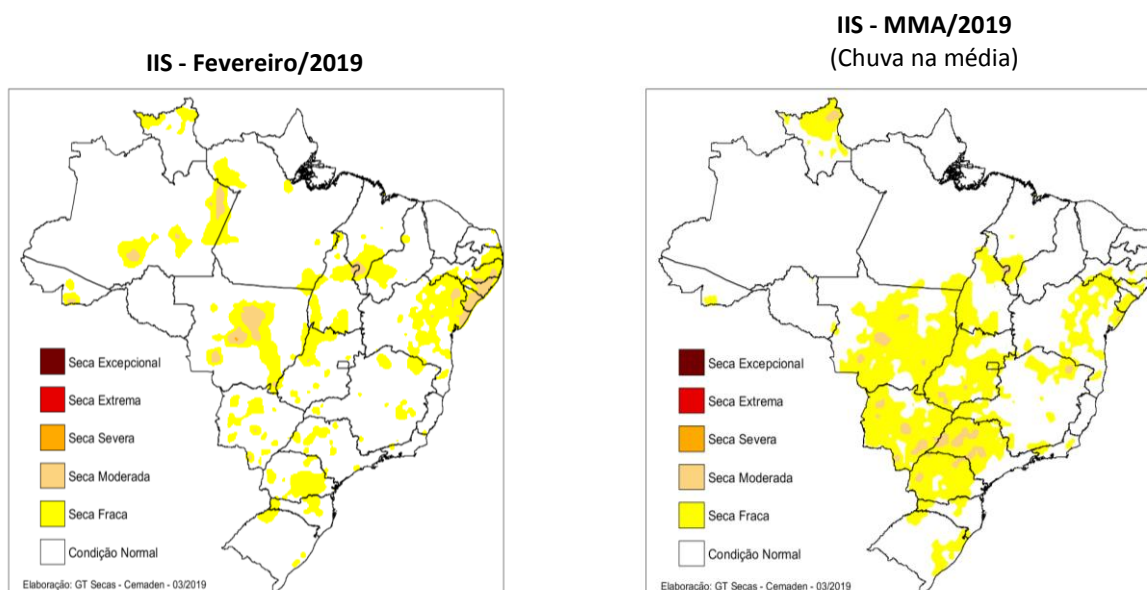 IIS - Fevereiro/2019
Seca Excepcional
Seca Extrema
Seca Severa
Seca Moderada
Seca Fraca
Condição Normal
Elaboração: GT Secas - Cemaden - 03/2019
IIS - MMA/2019
(Chuva na média)
Seca Excepcional
Seca Extrema
Seca Severa
Seca Moderada
Seca Fraca
Condição Normal
Elaboração: GT Secas - Cemaden - 03/2019